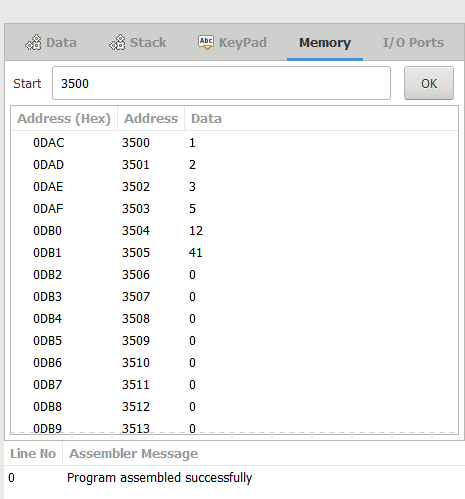 Data Stack Abc KeyPad Memory I/O Ports
Start 3500 OK
Address (Hex) Address Data
0DAC 3500 1
0DAD 3501 2
0DAE 3502 3
0DAF 3503 5
0DB0 3504 12
0DB1 3505 41
0DB2 3506 0
0DB3 3507 0
0DB4 3508 0
0DB5 3509 0
0DB6 3510 0
0DB7 3511 0
0DB8 3512 0
0DB9 3513 0
Line No Assembler Message
0 Program assembled successfully